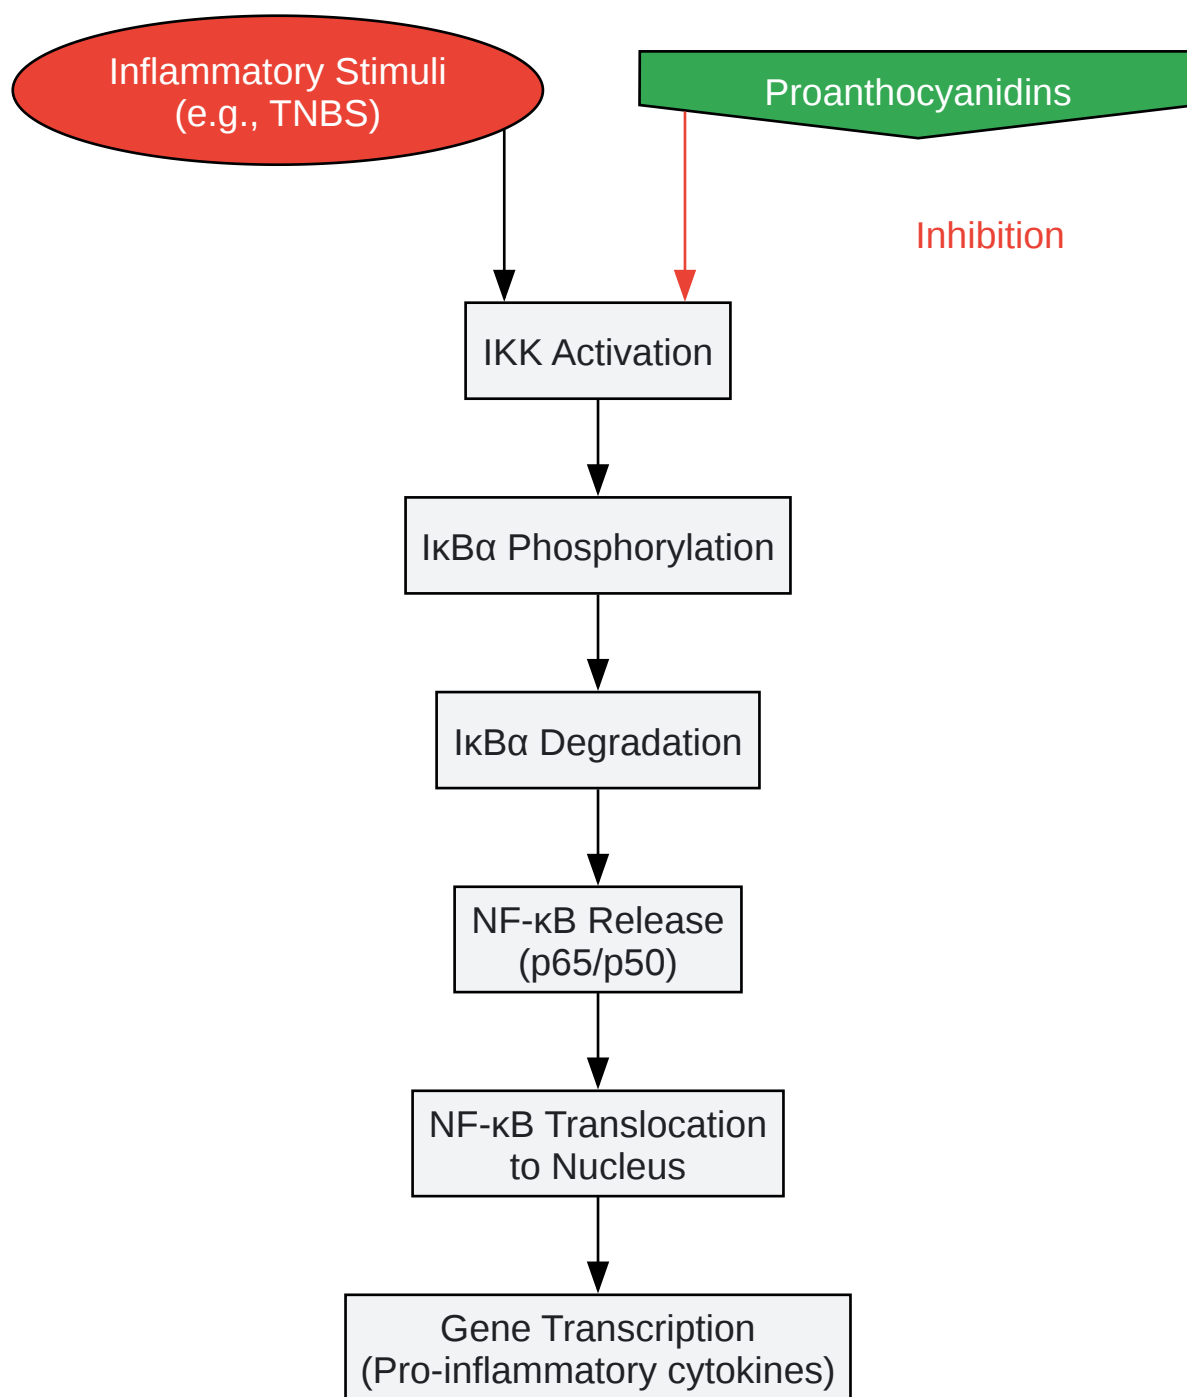 Inflammatory Stimuli
(e.g., TNBS)
Proanthocyanidins
Inhibition
IKK Activation
IκBα Phosphorylation
IκBα Degradation
NF-κB Release
(p65/p50)
NF-κB Translocation
to Nucleus
Gene Transcription
(Pro-inflammatory cytokines)